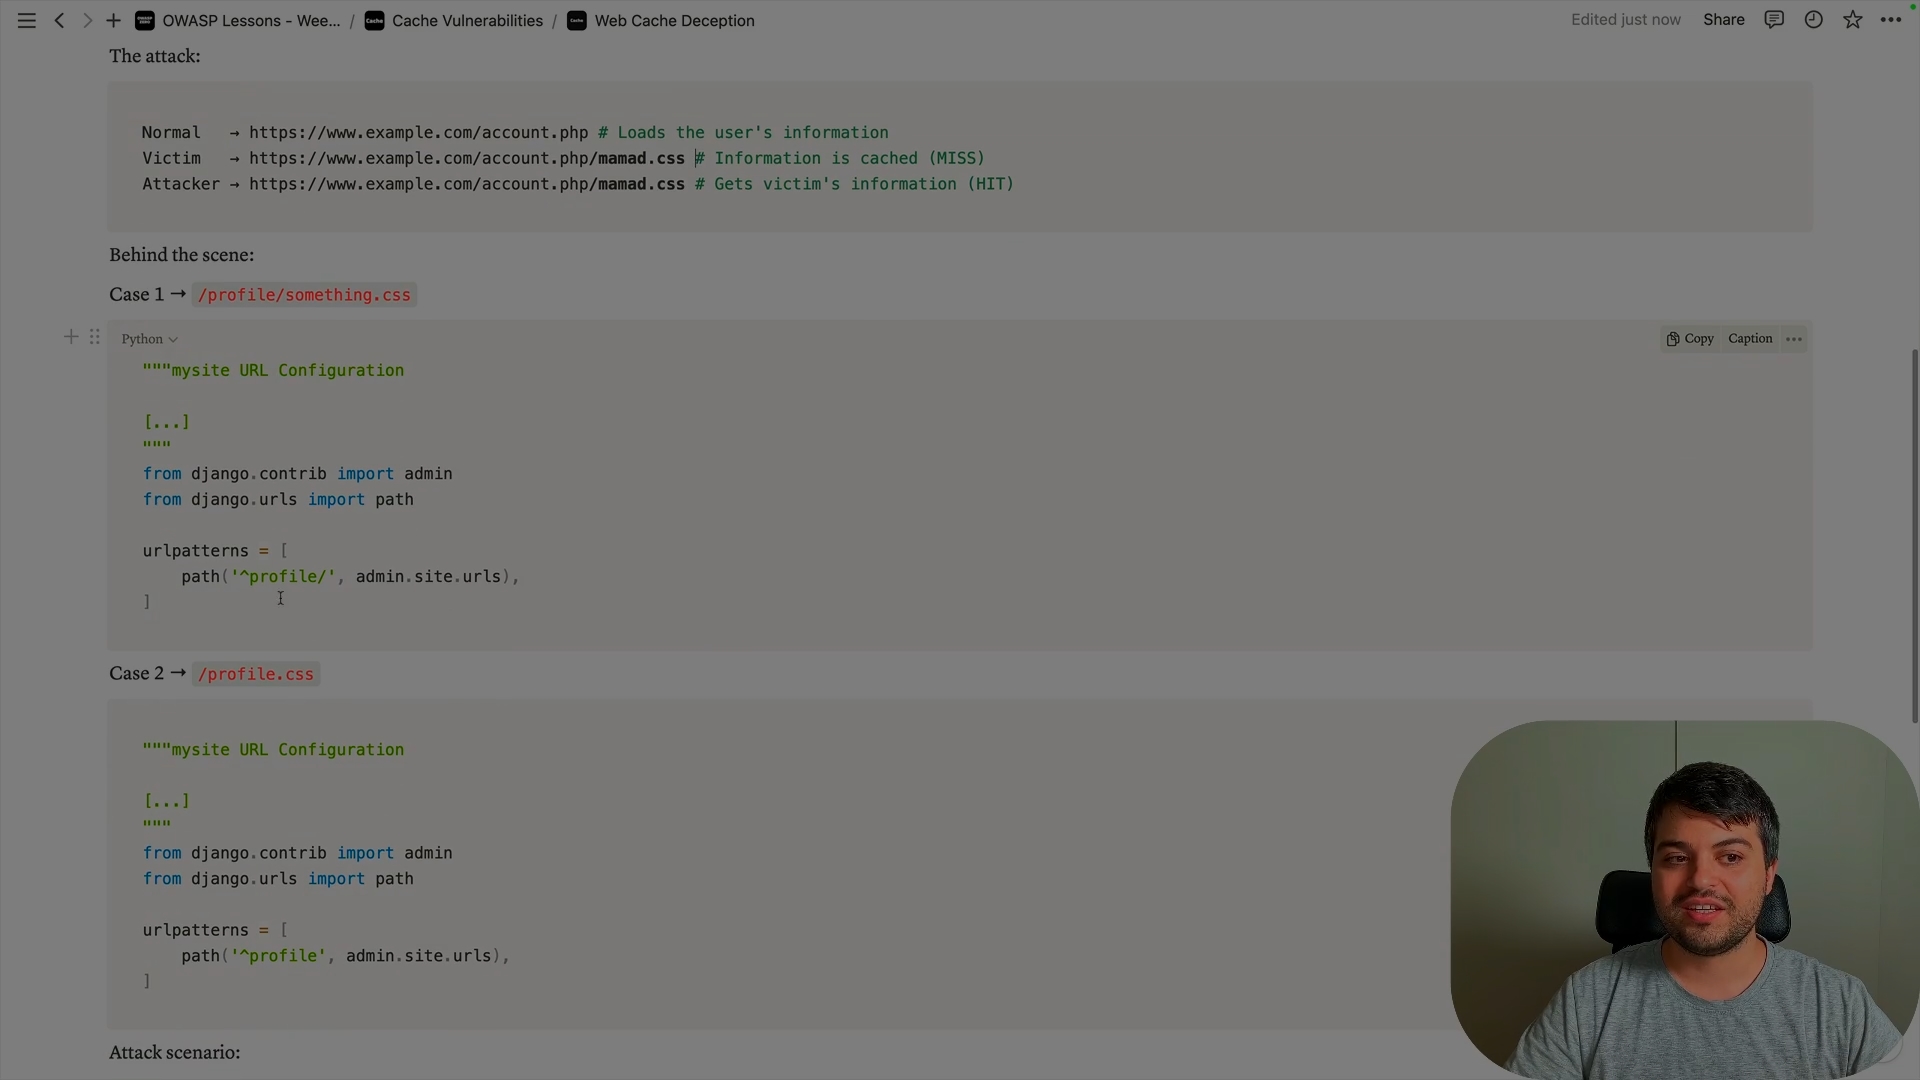 OWASP Lessons - Wee... / Cache Vulnerabilities / Web Cache Deception
Edited just now Share
The attack:
Normal → https://www.example.com/account.php # Loads the user's information
Victim → https://www.example.com/account.php/mamad.css # Information is cached (MISS)
Attacker → https://www.example.com/account.php/mamad.css # Gets victim's information (HIT)
Behind the scene:
Case 1 → /profile/something.css
Python
Copy Caption
"""mysite URL Configuration
[...]
"""
from django.contrib import admin
from django.urls import path
urlpatterns = [
path('^profile/', admin.site.urls),
]
Case 2 → /profile.css
"""mysite URL Configuration
[...]
"""
from django.contrib import admin
from django.urls import path
urlpatterns = [
path('^profile', admin.site.urls),
]
Attack scenario: